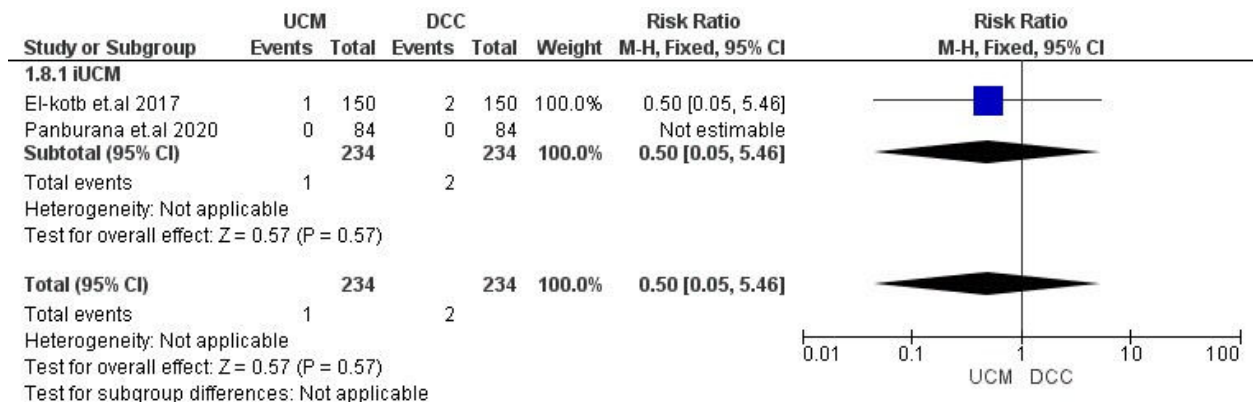 UCM DCC Risk Ratio Risk Ratio
Study or Subgroup Events Total Events Total Weight M-H, Fixed, 95% CI M-H, Fixed, 95% CI
1.8.1 iUCM
El-kotb et.al 2017 1 150 2 150 100.0% 0.50 [0.05, 5.46]
Panburana et.al 2020 0 84 0 84 Not estimable
Subtotal (95% CI) 234 234 100.0% 0.50 [0.05, 5.46]
Total events 1 2
Heterogeneity: Not applicable
Test for overall effect: Z = 0.57 (P = 0.57)
Total (95% CI) 234 234 100.0% 0.50 [0.05, 5.46]
Total events 1 2
Heterogeneity: Not applicable
Test for overall effect: Z = 0.57 (P = 0.57)
Test for subgroup differences: Not applicable
0.01 0.1 1 10 100
UCM DCC